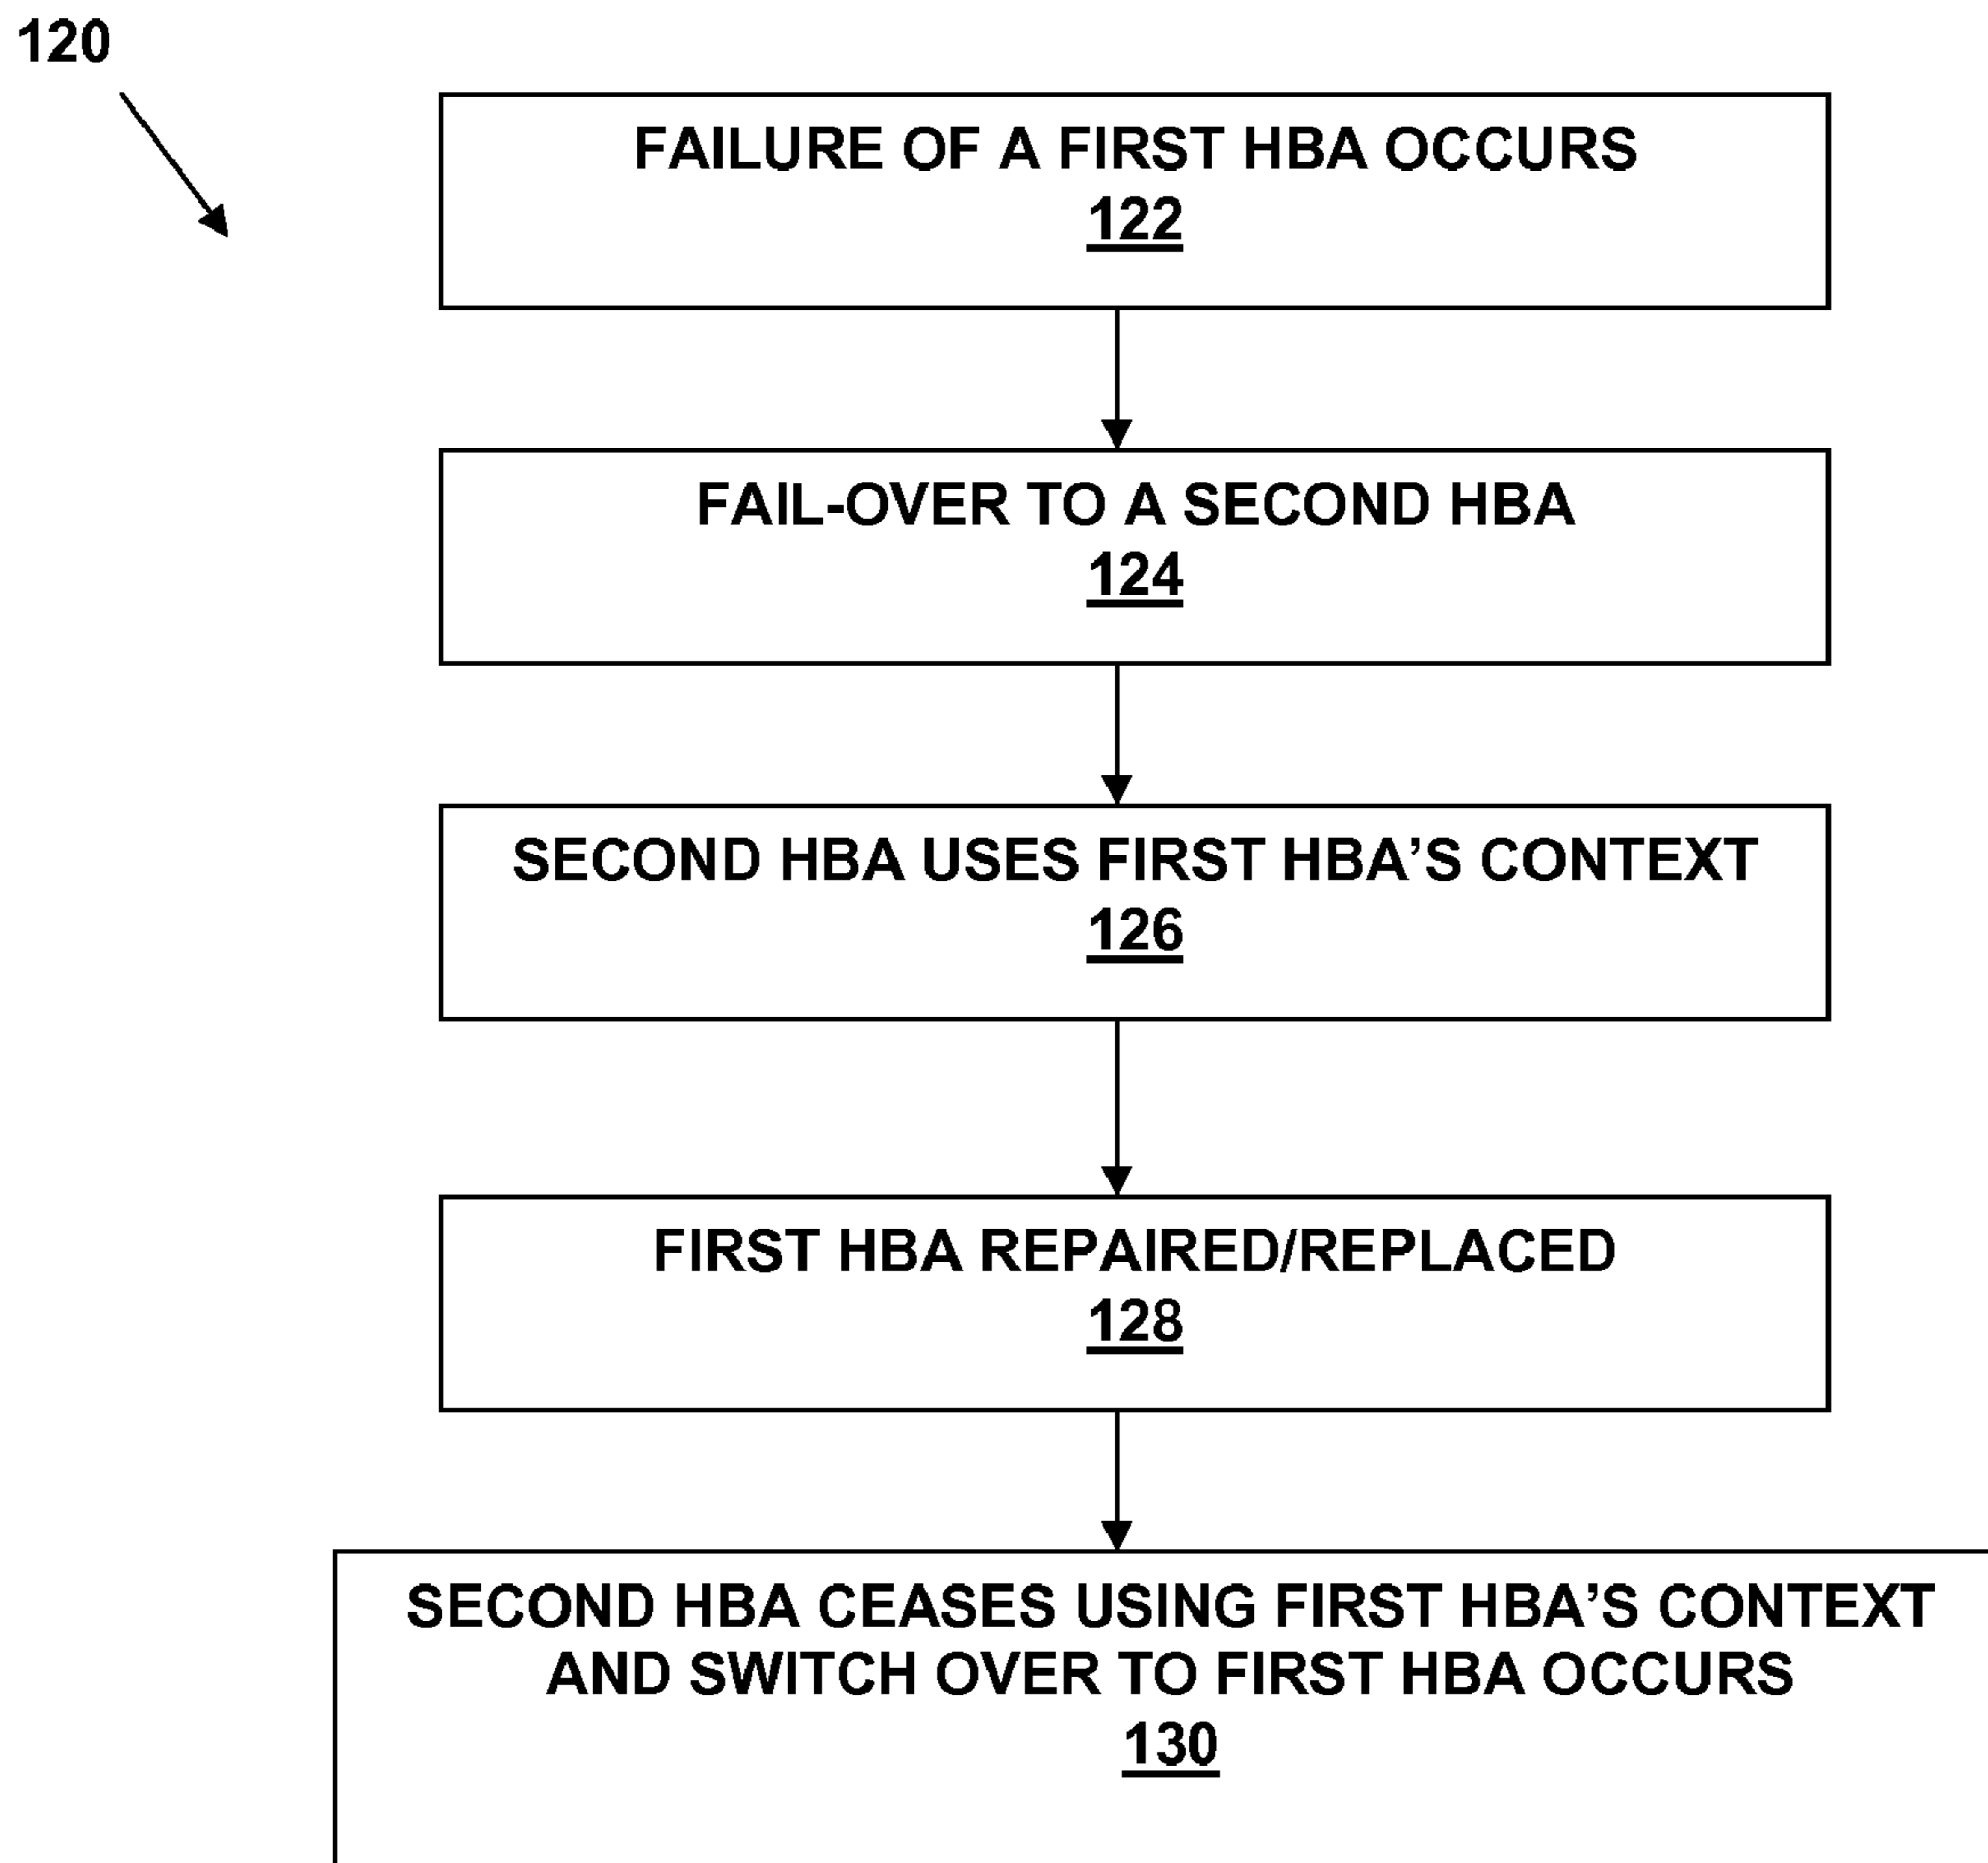 120
FAILURE OF A FIRST HBA OCCURS
122
FAIL-OVER TO A SECOND HBA
124
SECOND HBA USES FIRST HBA’S CONTEXT
126
FIRST HBA REPAIRED/REPLACED
128
SECOND HBA CEASES USING FIRST HBA’S CONTEXT
AND SWITCH OVER TO FIRST HBA OCCURS
130